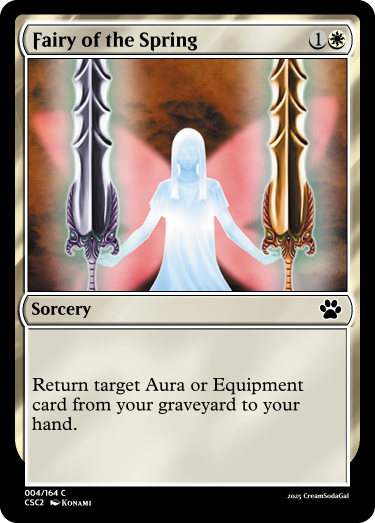 Fairy of the Spring 1
Sorcery
Return target Aura or Equipment
card from your graveyard to your
hand.
004/164 C
CSC2 Konami
2025 CreamSodaGal